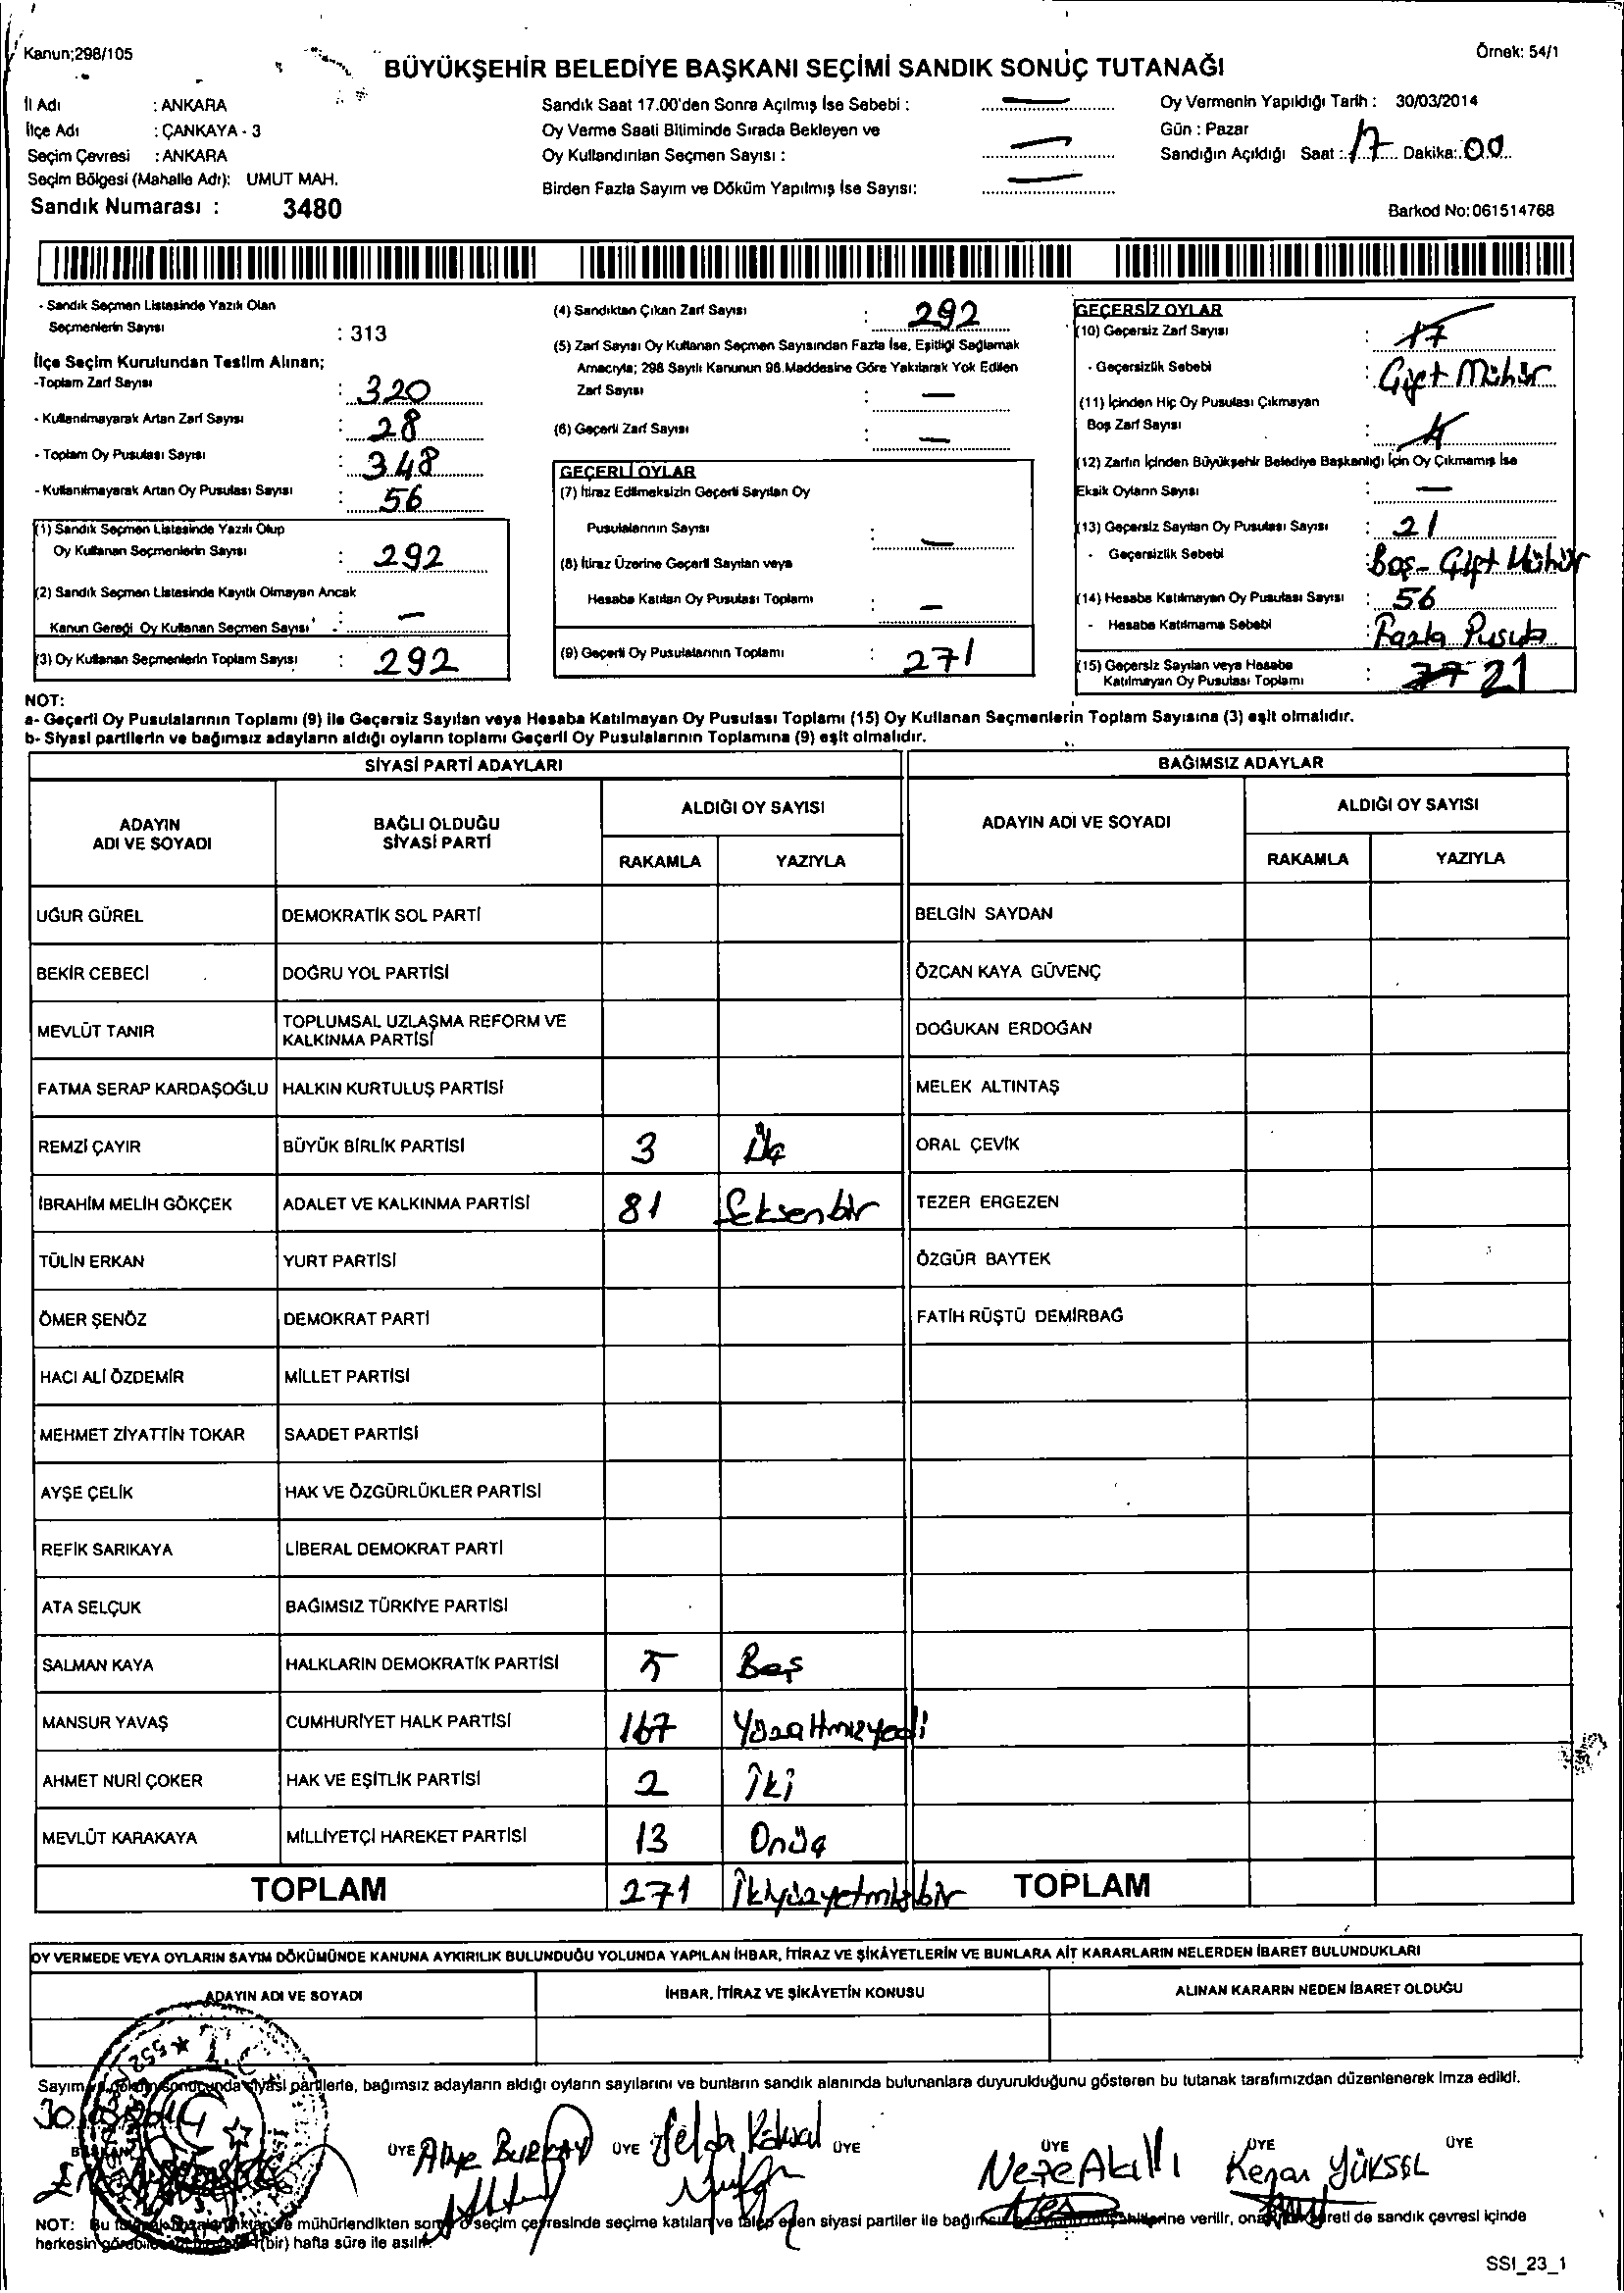 Kanun;298/105
BÜYÜKŞEHİR BELEDİYE BAŞKANI SEÇİMİ SANDIK SONUÇ TUTANAĞI
Örnek: 54/1
İl Adı : ANKARA
İlçe Adı : ÇANKAYA - 3
Seçim Çevresi : ANKARA
Seçim Bölgesi (Mahalle Adı): UMUT MAH.
Sandık Numarası : 3480
Sandık Saat 17.00'den Sonra Açılmış İse Sebebi : —
Oy Verme Saati Bitiminde Sırada Bekleyen ve
Oy Kullandırılan Seçmen Sayısı : —
Birden Fazla Sayım ve Döküm Yapılmış İse Sayısı: —
Oy Vermenin Yapıldığı Tarih : 30/03/2014
Gün : Pazar
Sandığın Açıldığı Saat : 17 Dakika: 00
Barkod No: 061514768
- Sandık Seçmen Listesinde Yazılı Olan
Seçmenlerin Sayısı : 313
İlçe Seçim Kurulundan Teslim Alınan;
-Toplam Zarf Sayısı : 320
- Kullanılmayarak Artan Zarf Sayısı : 28
- Toplam Oy Pusulası Sayısı : 348
- Kullanılmayarak Artan Oy Pusulası Sayısı : 56
(1) Sandık Seçmen Listesinde Yazılı Olup
Oy Kullanan Seçmenlerin Sayısı : 292
(2) Sandık Seçmen Listesinde Kayıtlı Olmayan Ancak
Kanun Gereği Oy Kullanan Seçmen Sayısı : —
(3) Oy Kullanan Seçmenlerin Toplam Sayısı : 292
(4) Sandıktan Çıkan Zarf Sayısı : 292
(5) Zarf Sayısı Oy Kullanan Seçmen Sayısından Fazla İse, Eşitliği Sağlamak
Amacıyla; 298 Sayılı Kanunun 98.Maddesine Göre Yakılarak Yok Edilen
Zarf Sayısı : —
(6) Geçerli Zarf Sayısı : —
GEÇERLİ OYLAR
(7) İtiraz Edilmeksizin Geçerli Sayılan Oy
Pusulalarının Sayısı : —
(8) İtiraz Üzerine Geçerli Sayılan veya
Hesaba Katılan Oy Pusulası Toplamı : —
(9) Geçerli Oy Pusulalarının Toplamı : 271
GEÇERSİZ OYLAR
(10) Geçersiz Zarf Sayısı : 17
- Geçersizlik Sebebi : Çift Mühür
(11) İçinden Hiç Oy Pusulası Çıkmayan
Boş Zarf Sayısı : 4
(12) Zarfın İçinden Büyükşehir Belediye Başkanlığı İçin Oy Çıkmamış İse
Eksik Oyların Sayısı : —
(13) Geçersiz Sayılan Oy Pusulası Sayısı : 21
- Geçersizlik Sebebi : Boş - Çift Mühür
(14) Hesaba Katılmayan Oy Pusulası Sayısı : 56
- Hesaba Katılmama Sebebi : Fazla Pusula
(15) Geçersiz Sayılan veya Hesaba
Katılmayan Oy Pusulası Toplamı : 77 21
NOT:
a- Geçerli Oy Pusulalarının Toplamı (9) ile Geçersiz Sayılan veya Hesaba Katılmayan Oy Pusulası Toplamı (15) Oy Kullanan Seçmenlerin Toplam Sayısına (3) eşit olmalıdır.
b- Siyasi partilerin ve bağımsız adayların aldığı oyların toplamı Geçerli Oy Pusulalarının Toplamına (9) eşit olmalıdır.
SİYASİ PARTİ ADAYLARI BAĞIMSIZ ADAYLAR
ADAYIN ADI VE SOYADI BAĞLI OLDUĞU SİYASİ PARTİ ALDIĞI OY SAYISI ADAYIN ADI VE SOYADI ALDIĞI OY SAYISI
RAKAMLA YAZIYLA RAKAMLA YAZIYLA
UĞUR GÜREL DEMOKRATİK SOL PARTİ BELGİN SAYDAN
BEKİR CEBECİ DOĞRU YOL PARTİSİ ÖZCAN KAYA GÜVENÇ
MEVLÜT TANIR TOPLUMSAL UZLAŞMA REFORM VE KALKINMA PARTİSİ DOĞUKAN ERDOĞAN
FATMA SERAP KARDAŞOĞLU HALKIN KURTULUŞ PARTİSİ MELEK ALTINTAŞ
REMZİ ÇAYIR BÜYÜK BİRLİK PARTİSİ 3 Üç ORAL ÇEVİK
İBRAHİM MELİH GÖKÇEK ADALET VE KALKINMA PARTİSİ 81 Seksenbir TEZER ERGEZEN
TÜLİN ERKAN YURT PARTİSİ ÖZGÜR BAYTEK
ÖMER ŞENÖZ DEMOKRAT PARTİ FATİH RÜŞTÜ DEMİRBAĞ
HACI ALİ ÖZDEMİR MİLLET PARTİSİ
MEHMET ZİYATTİN TOKAR SAADET PARTİSİ
AYŞE ÇELİK HAK VE ÖZGÜRLÜKLER PARTİSİ
REFİK SARIKAYA LİBERAL DEMOKRAT PARTİ
ATA SELÇUK BAĞIMSIZ TÜRKİYE PARTİSİ
SALMAN KAYA HALKLARIN DEMOKRATİK PARTİSİ 5 Beş
MANSUR YAVAŞ CUMHURİYET HALK PARTİSİ 167 Yüzaltmışyedi
AHMET NURİ ÇOKER HAK VE EŞİTLİK PARTİSİ 2 İki
MEVLÜT KARAKAYA MİLLİYETÇİ HAREKET PARTİSİ 13 Onüç
TOPLAM 271 İkiyüzyetmişbir TOPLAM
OY VERMEDE VEYA OYLARIN SAYIM DÖKÜMÜNDE KANUNA AYKIRILIK BULUNDUĞU YOLUNDA YAPILAN İHBAR, İTİRAZ VE ŞİKÂYETLERİN VE BUNLARA AİT KARARLARIN NELERDEN İBARET BULUNDUKLARI
ADAYIN ADI VE SOYADI İHBAR, İTİRAZ VE ŞİKÂYETİN KONUSU ALINAN KARARIN NEDEN İBARET OLDUĞU
Sayım ve döküm sonucunda siyasi partilerle, bağımsız adayların aldığı oyların sayılarını ve bunların sandık alanında bulunanlara duyurulduğunu gösteren bu tutanak tarafımızdan düzenlenerek imza edildi.
BAŞKAN ÜYE ÜYE Selda Köksal ÜYE ÜYE Neşe Akıllı ÜYE Kenan YÜKSEL ÜYE
NOT: Bu mühürlendikten sonra o seçim çevresinde seçime katılan ve talep eden siyasi partiler ile verilir, sureti de sandık çevresi içinde
herkesin (bir) hafta süre ile asılır.
SSI_23_1